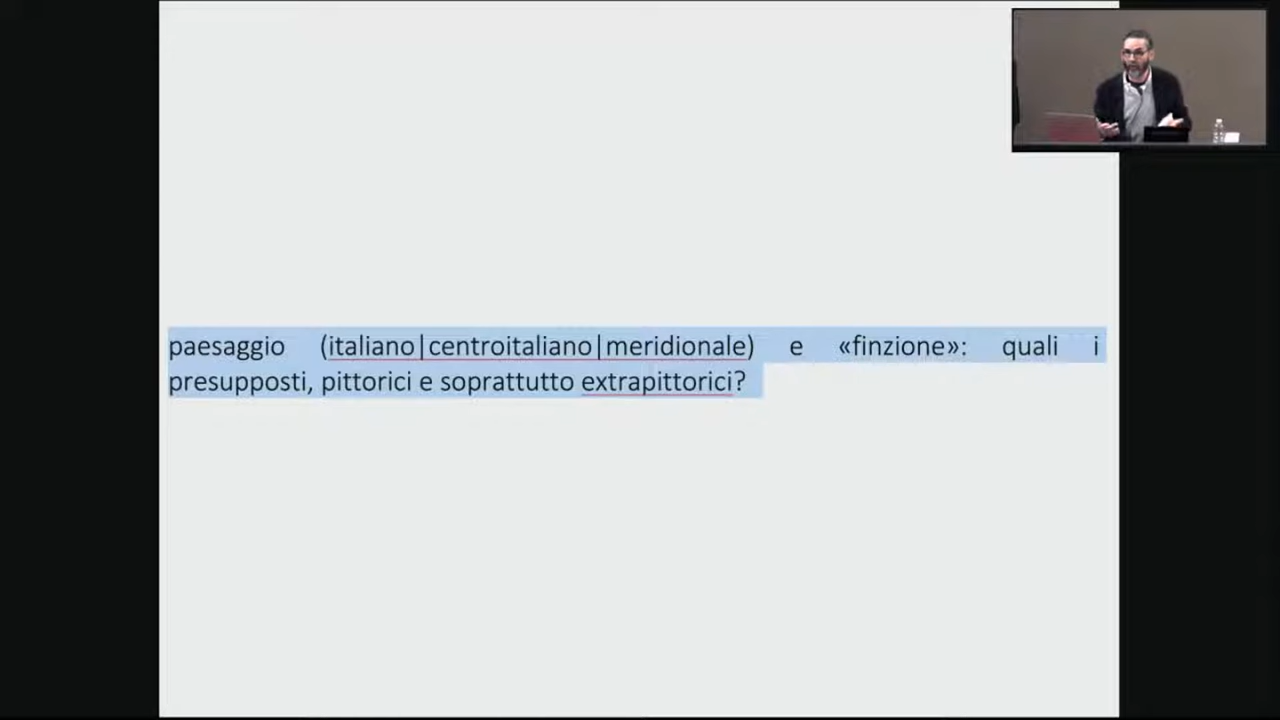 paesaggio (italiano|centroitaliano|meridionale) e «finzione»: quali i
presupposti, pittorici e soprattutto extrapittorici?